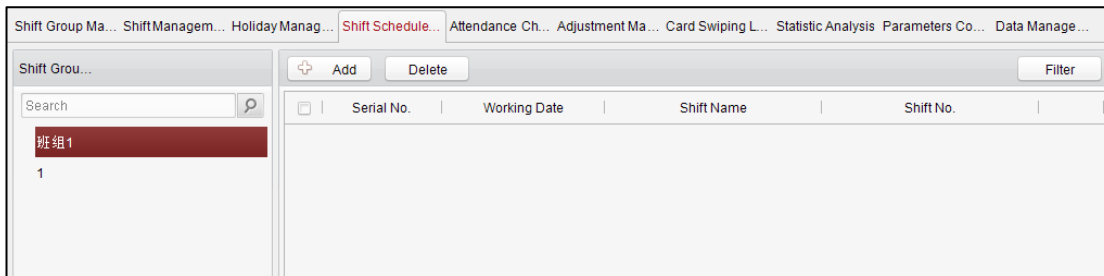 Shift Group Ma... Shift Managem... Holiday Manag... Shift Schedule... Attendance Ch... Adjustment Ma... Card Swiping L... Statistic Analysis Parameters Co... Data Manage...
Shift Grou... Add Delete Filter
Search Serial No. Working Date Shift Name Shift No.
班组1
1